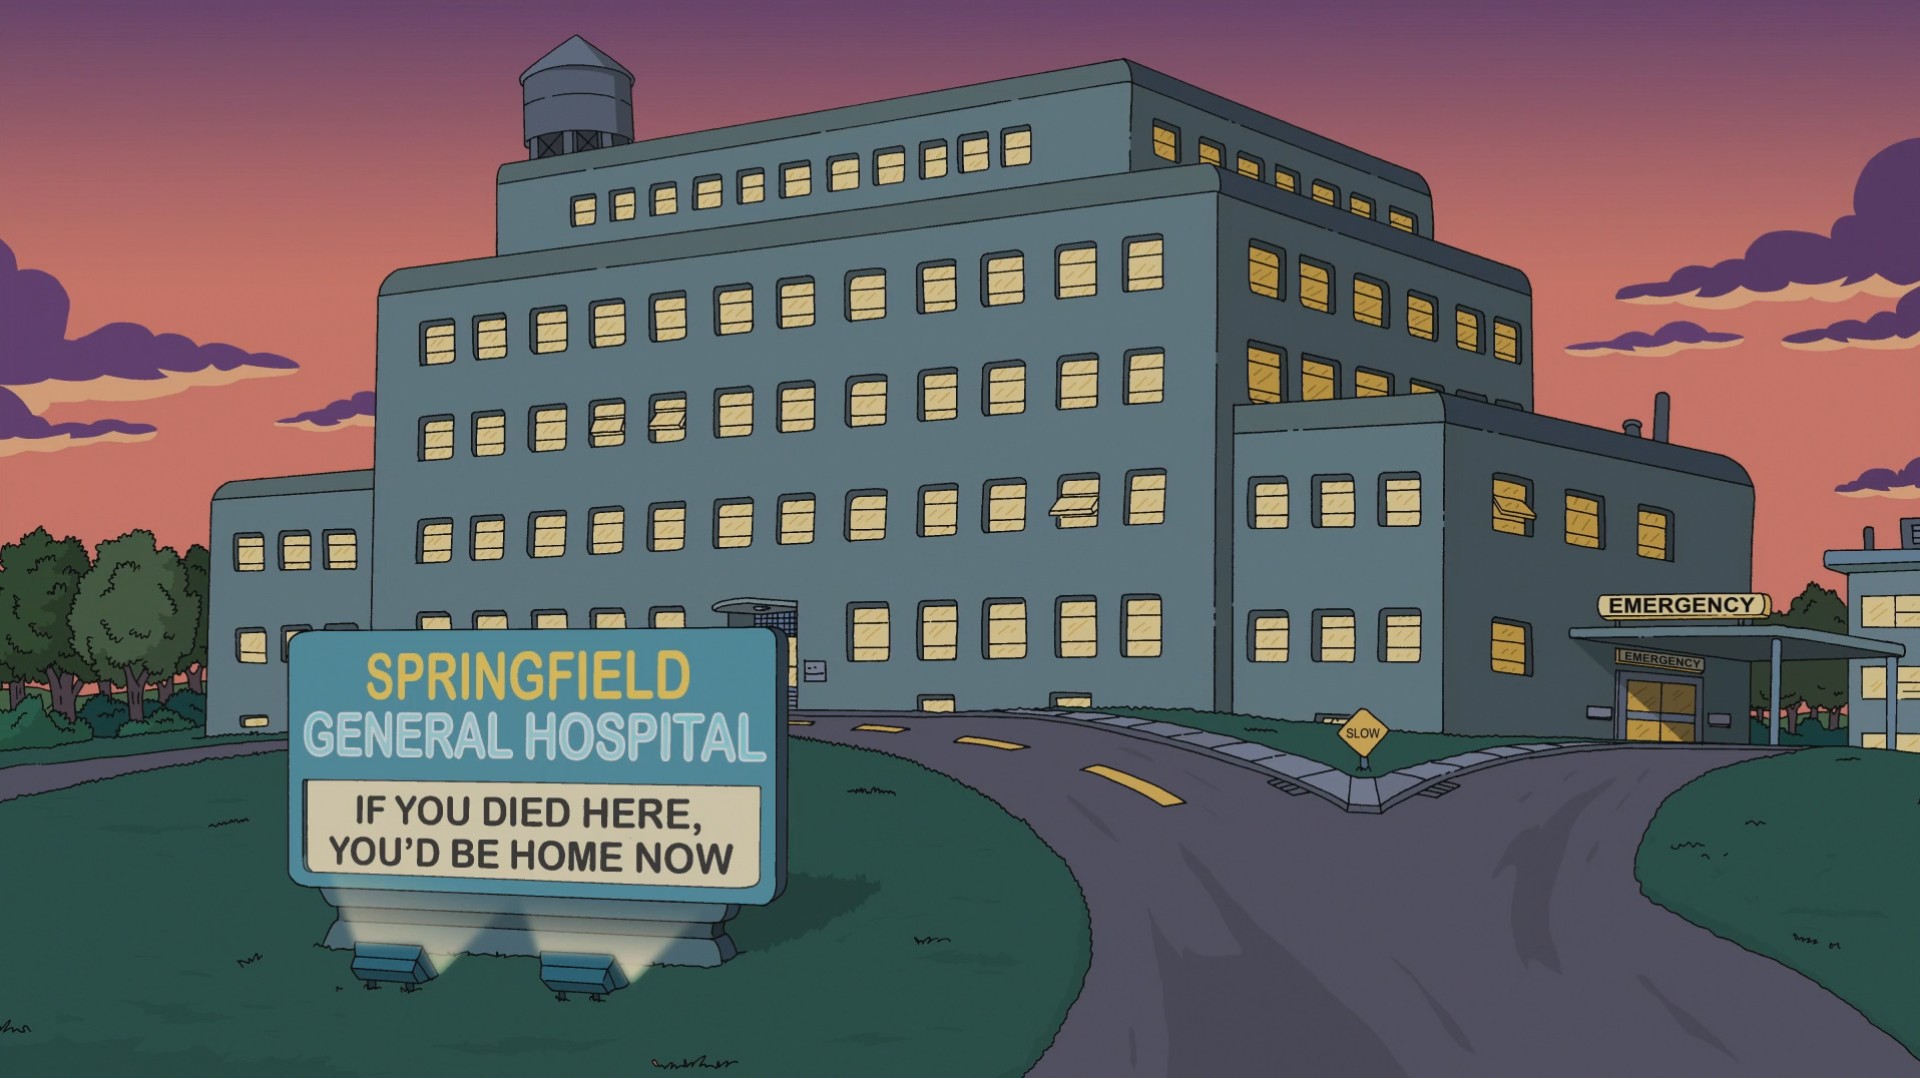 SPRINGFIELD
GENERAL HOSPITAL
IF YOU DIED HERE,
YOU'D BE HOME NOW
SLOW
EMERGENCY
EMERGENCY